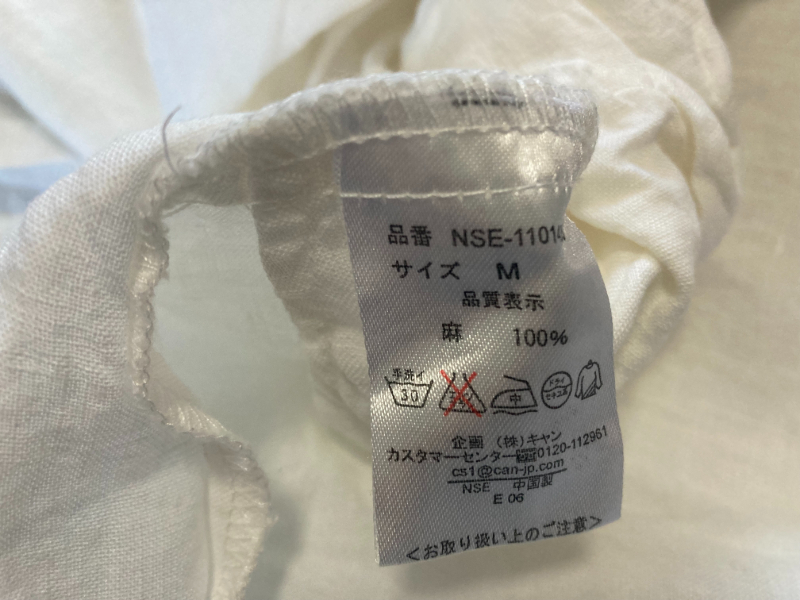 品番 NSE-11014
サイズ M
品質表示
麻 100%
手洗イ
30
中
ドライ
セキユ系
企画 (株)キャン
カスタマーセンター 0120-112961
cs1@can-jp.com
NSE 中国製
E 06
<お取り扱い上のご注意>